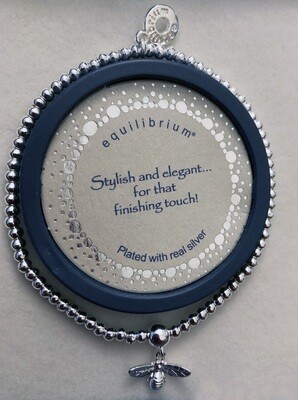 equilibrium®
Stylish and elegant...
for that
finishing touch!
Plated with real silver